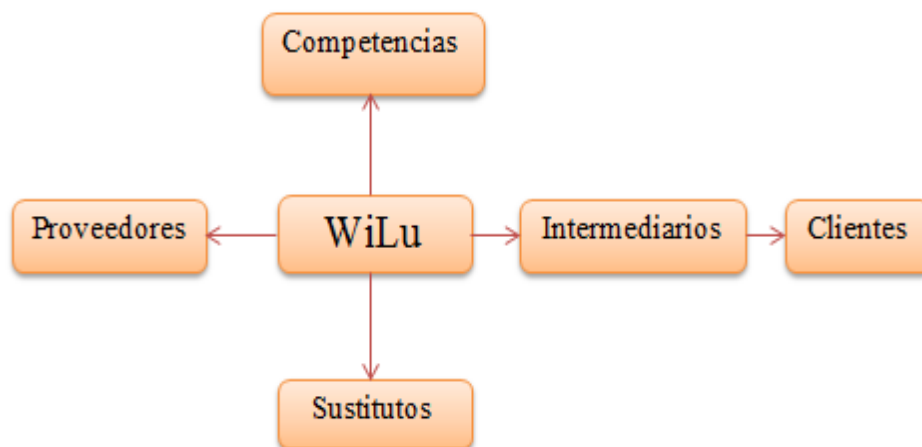 Competencias
Proveedores
WiLu
Intermediarios
Clientes
Sustitutos